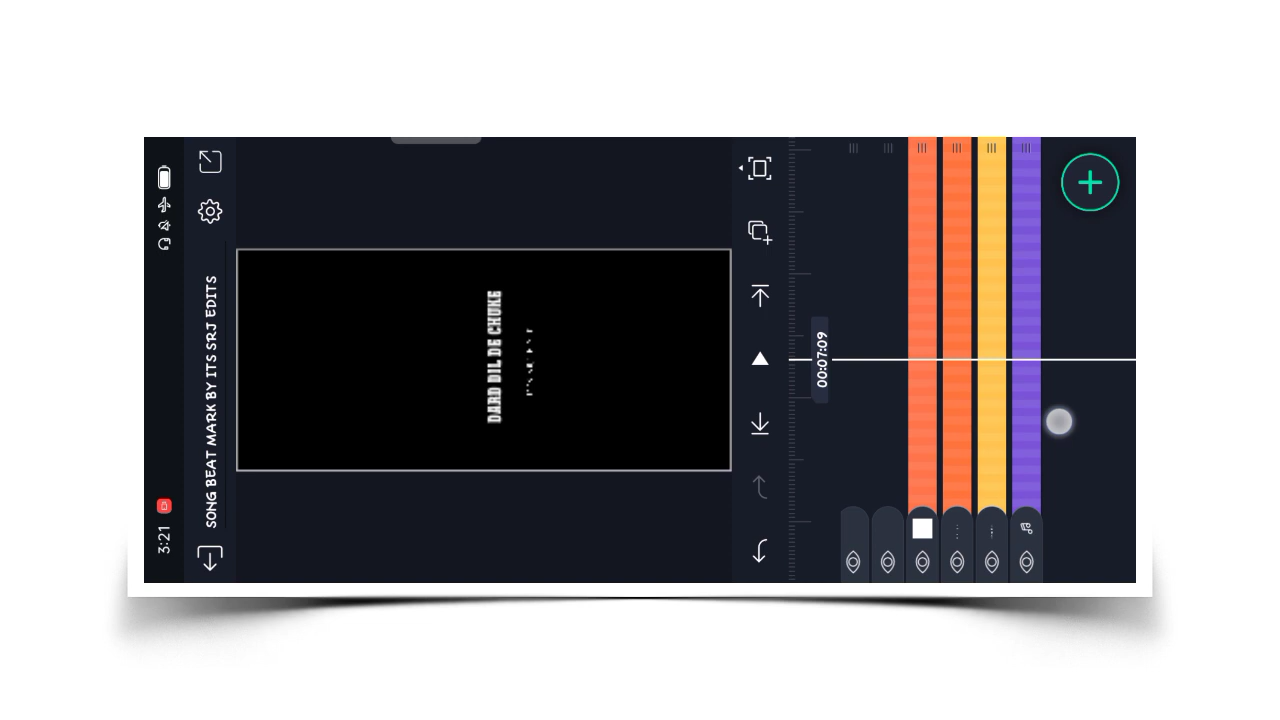 3:21
SONG BEAT MARK BY ITS SRJ EDITS
DARD DIL DE CHUKE
00:07:09